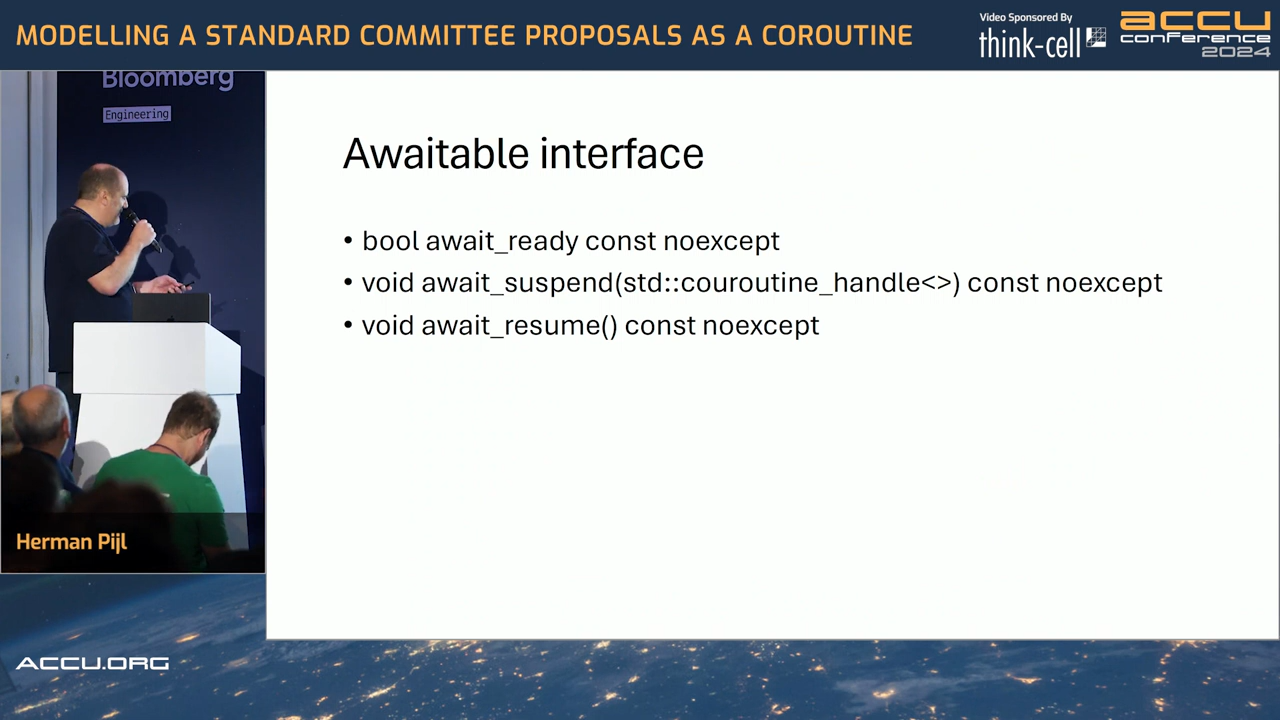 MODELLING A STANDARD COMMITTEE PROPOSALS AS A COROUTINE
Video Sponsored By
think-cell
accu
conference
2024
Bloomberg
Engineering
Awaitable interface
• bool await_ready const noexcept
• void await_suspend(std::couroutine_handle<>) const noexcept
• void await_resume() const noexcept
Herman Pijl
ACCU.ORG